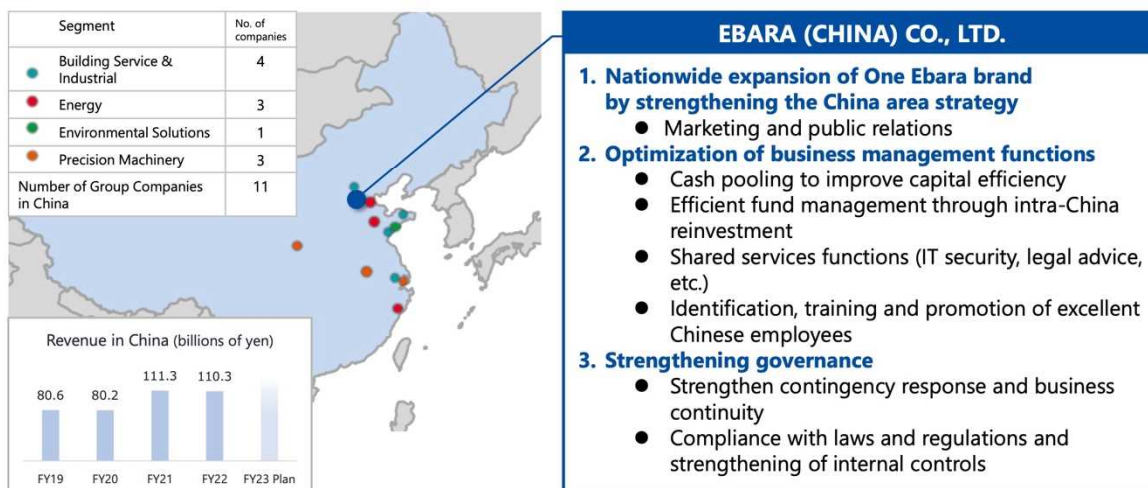 Segment No. of companies
Building Service & Industrial 4
Energy 3
Environmental Solutions 1
Precision Machinery 3
Number of Group Companies in China 11
Revenue in China (billions of yen)
80.6 80.2 111.3 110.3
FY19 FY20 FY21 FY22 FY23 Plan
EBARA (CHINA) CO., LTD.
1. Nationwide expansion of One Ebara brand
by strengthening the China area strategy
● Marketing and public relations
2. Optimization of business management functions
● Cash pooling to improve capital efficiency
● Efficient fund management through intra-China
reinvestment
● Shared services functions (IT security, legal advice,
etc.)
● Identification, training and promotion of excellent
Chinese employees
3. Strengthening governance
● Strengthen contingency response and business
continuity
● Compliance with laws and regulations and
strengthening of internal controls